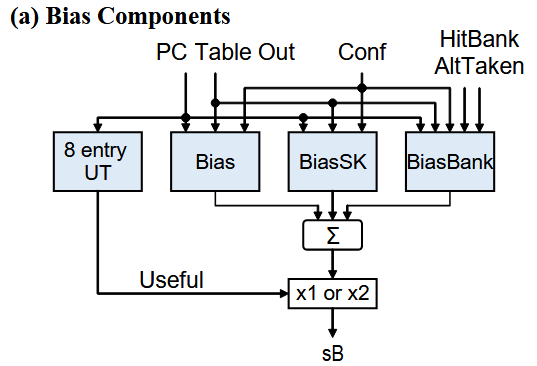 (a) Bias Components
PC Table Out Conf HitBank
AltTaken
8 entry
UT
Bias
BiasSK
BiasBank
Σ
Useful
x1 or x2
sB